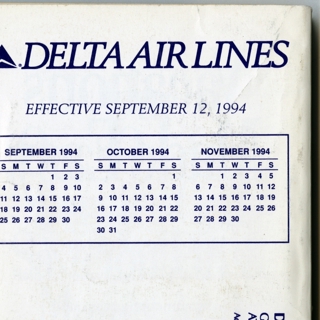 DELTA AIR LINES
EFFECTIVE SEPTEMBER 12, 1994
SEPTEMBER 1994
S M T W T F S
1 2 3
4 5 6 7 8 9 10
11 12 13 14 15 16 17
18 19 20 21 22 23 24
25 26 27 28 29 30
OCTOBER 1994
S M T W T F S
1
2 3 4 5 6 7 8
9 10 11 12 13 14 15
16 17 18 19 20 21 22
23 24 25 26 27 28 29
30 31
NOVEMBER 1994
S M T W T F S
1 2 3 4 5
6 7 8 9 10 11 12
13 14 15 16 17 18 19
20 21 22 23 24 25 26
27 28 29 30